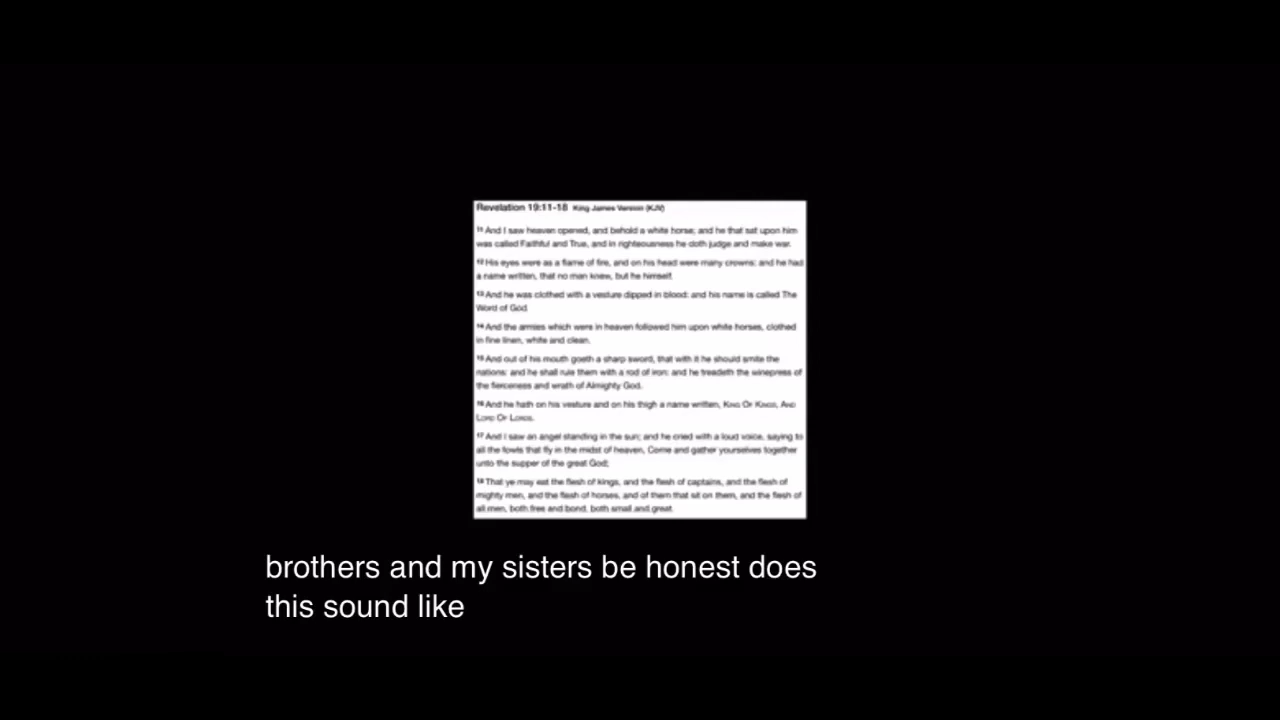 Revelation 19:11-18 King James Version (KJV)
11 And I saw heaven opened, and behold a white horse; and he that sat upon him
was called Faithful and True, and in righteousness he doth judge and make war.
12 His eyes were as a flame of fire, and on his head were many crowns; and he had
a name written, that no man knew, but he himself.
13 And he was clothed with a vesture dipped in blood: and his name is called The
Word of God.
14 And the armies which were in heaven followed him upon white horses, clothed
in fine linen, white and clean.
15 And out of his mouth goeth a sharp sword, that with it he should smite the
nations: and he shall rule them with a rod of iron: and he treadeth the winepress of
the fierceness and wrath of Almighty God.
16 And he hath on his vesture and on his thigh a name written, King Of Kings, And
Lord Of Lords.
17 And I saw an angel standing in the sun; and he cried with a loud voice, saying to
all the fowls that fly in the midst of heaven, Come and gather yourselves together
unto the supper of the great God;
18 That ye may eat the flesh of kings, and the flesh of captains, and the flesh of
mighty men, and the flesh of horses, and of them that sit on them, and the flesh of
all men, both free and bond, both small and great.
brothers and my sisters be honest does
this sound like